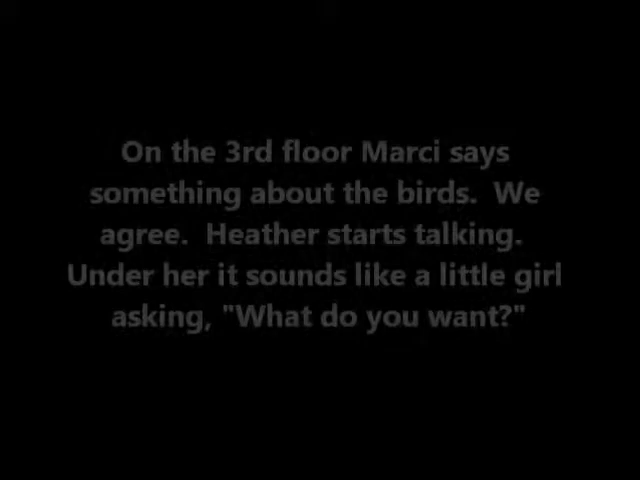 On the 3rd floor Marci says
something about the birds.  We
agree.  Heather starts talking.
Under her it sounds like a little girl
asking, "What do you want?"